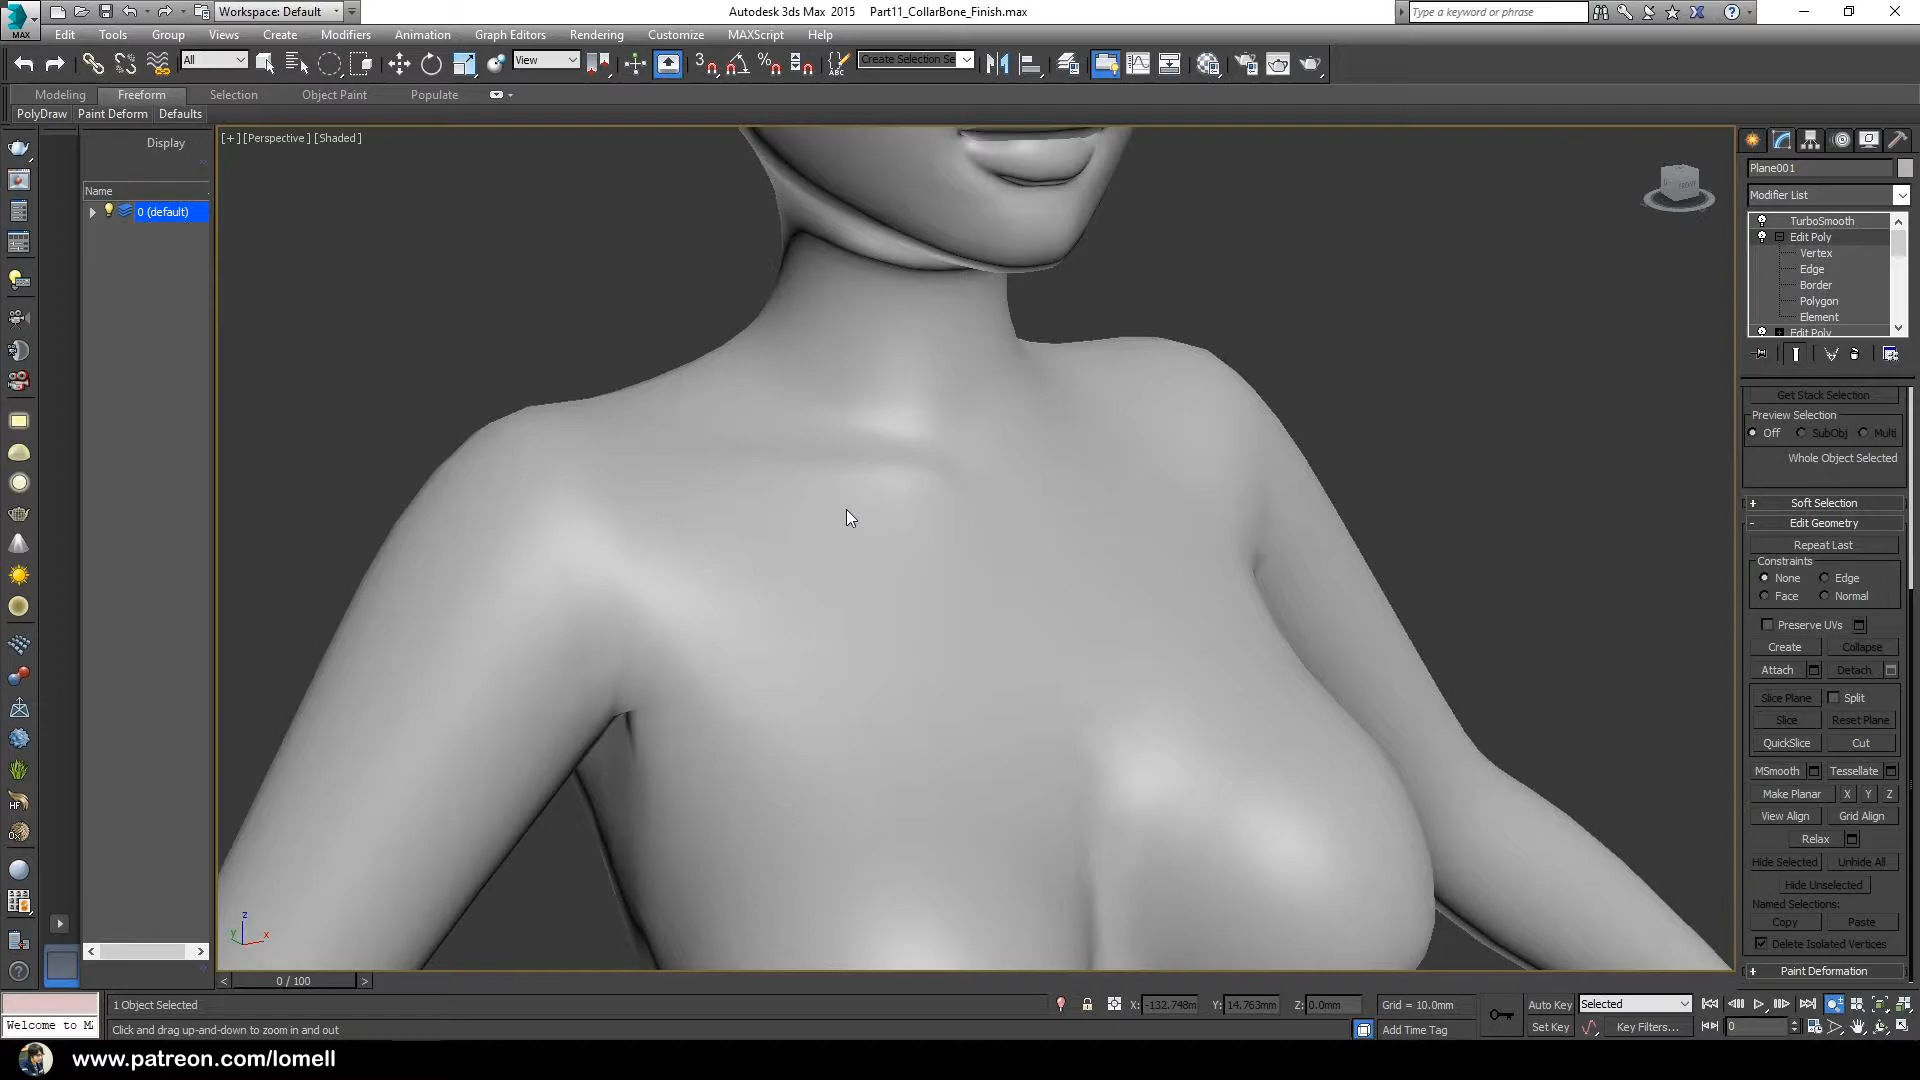 Workspace: Default
Autodesk 3ds Max 2015 Part11_CollarBone_Finish.max
Type a keyword or phrase
MAX
Edit Tools Group Views Create Modifiers Animation Graph Editors Rendering Customize MAXScript Help
All
View
Create Selection Se
Modeling Freeform Selection Object Paint Populate
PolyDraw Paint Deform Defaults
Display
Name
0 (default)
[+] [Perspective] [Shaded]
FRONT
Plane001
Modifier List
TurboSmooth
Edit Poly
Vertex
Edge
Border
Polygon
Element
Edit Poly
Get Stack Selection
Preview Selection
Off SubObj Multi
Whole Object Selected
+ Soft Selection
- Edit Geometry
Repeat Last
Constraints
None Edge
Face Normal
Preserve UVs
Create Collapse
Attach Detach
Slice Plane Split
Slice Reset Plane
QuickSlice Cut
MSmooth Tessellate
Make Planar X Y Z
View Align Grid Align
Relax
Hide Selected Unhide All
Hide Unselected
Named Selections:
Copy Paste
Delete Isolated Vertices
+ Paint Deformation
z
y x
< 0 / 100 >
1 Object Selected
X: -132.748m Y: 14.763mm Z: 0.0mm Grid = 10.0mm
Auto Key Selected
Welcome to M
Click and drag up-and-down to zoom in and out
Add Time Tag
Set Key Key Filters...
0
www.patreon.com/lomell